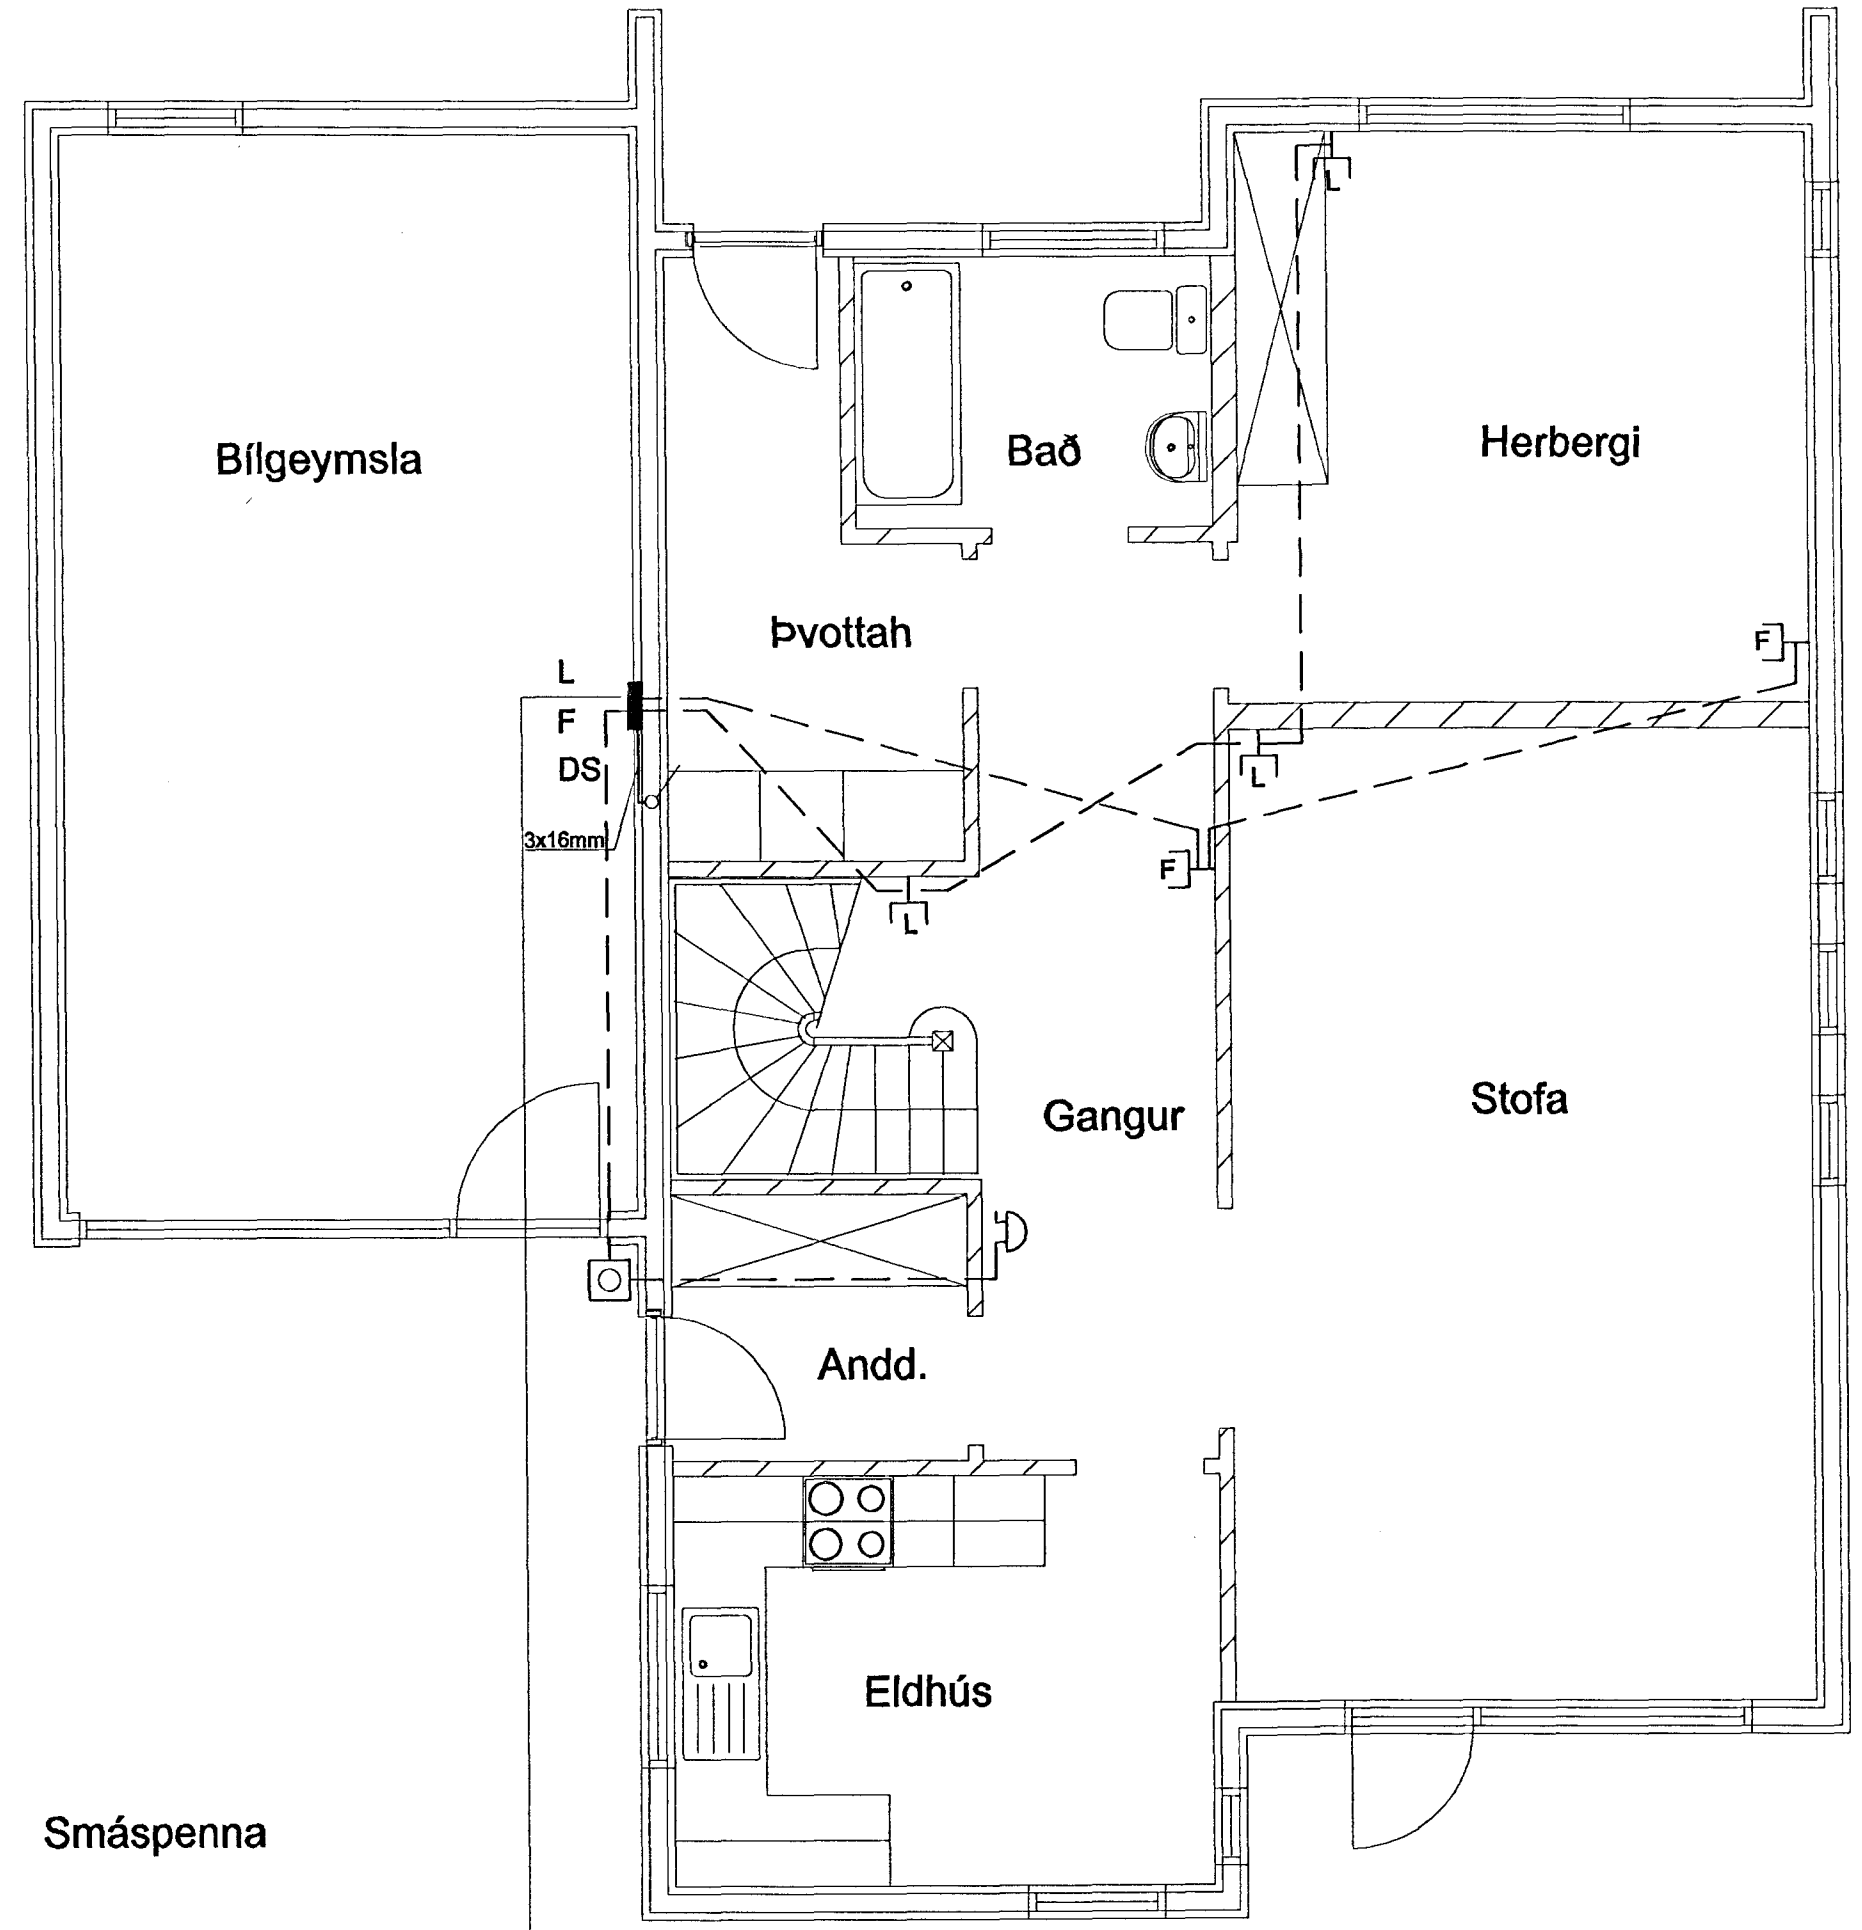 L
Bílgeymsla
Bað
Herbergi
Þvottah
F
L
F
DS
L
3x16mm
F
L
Gangur
Stofa
Andd.
Eldhús
Smáspenna